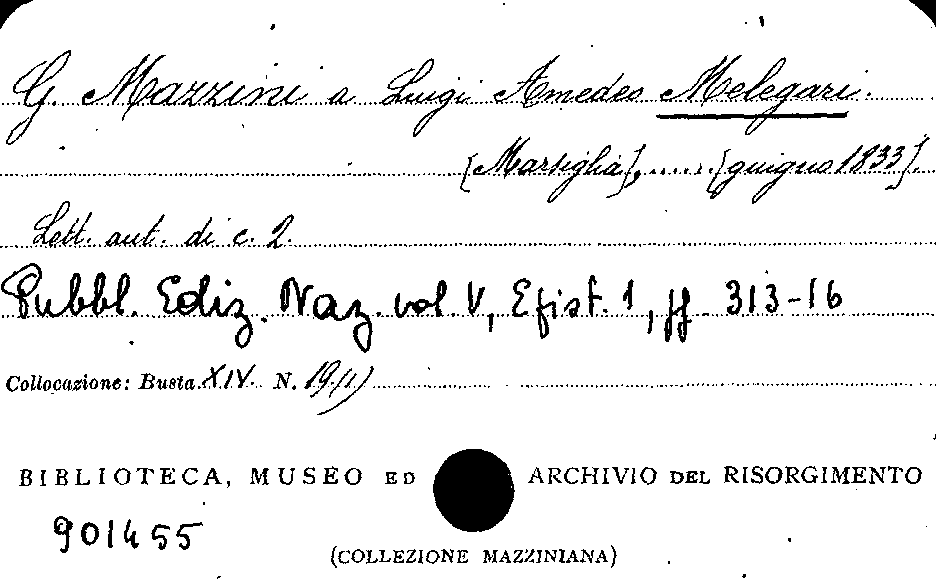 G. Mazzini a Luigi Amedeo Melegari.
[Marsiglia], ...... [giugno 1833].
Lett. aut. di c. 2.
Pubbl. Ediz. Naz. vol. V, Epist. 1, pp. 313-16
Collocazione: Busta XIV. N. 19(1)
BIBLIOTECA, MUSEO ED ARCHIVIO DEL RISORGIMENTO
901455
(COLLEZIONE MAZZINIANA)